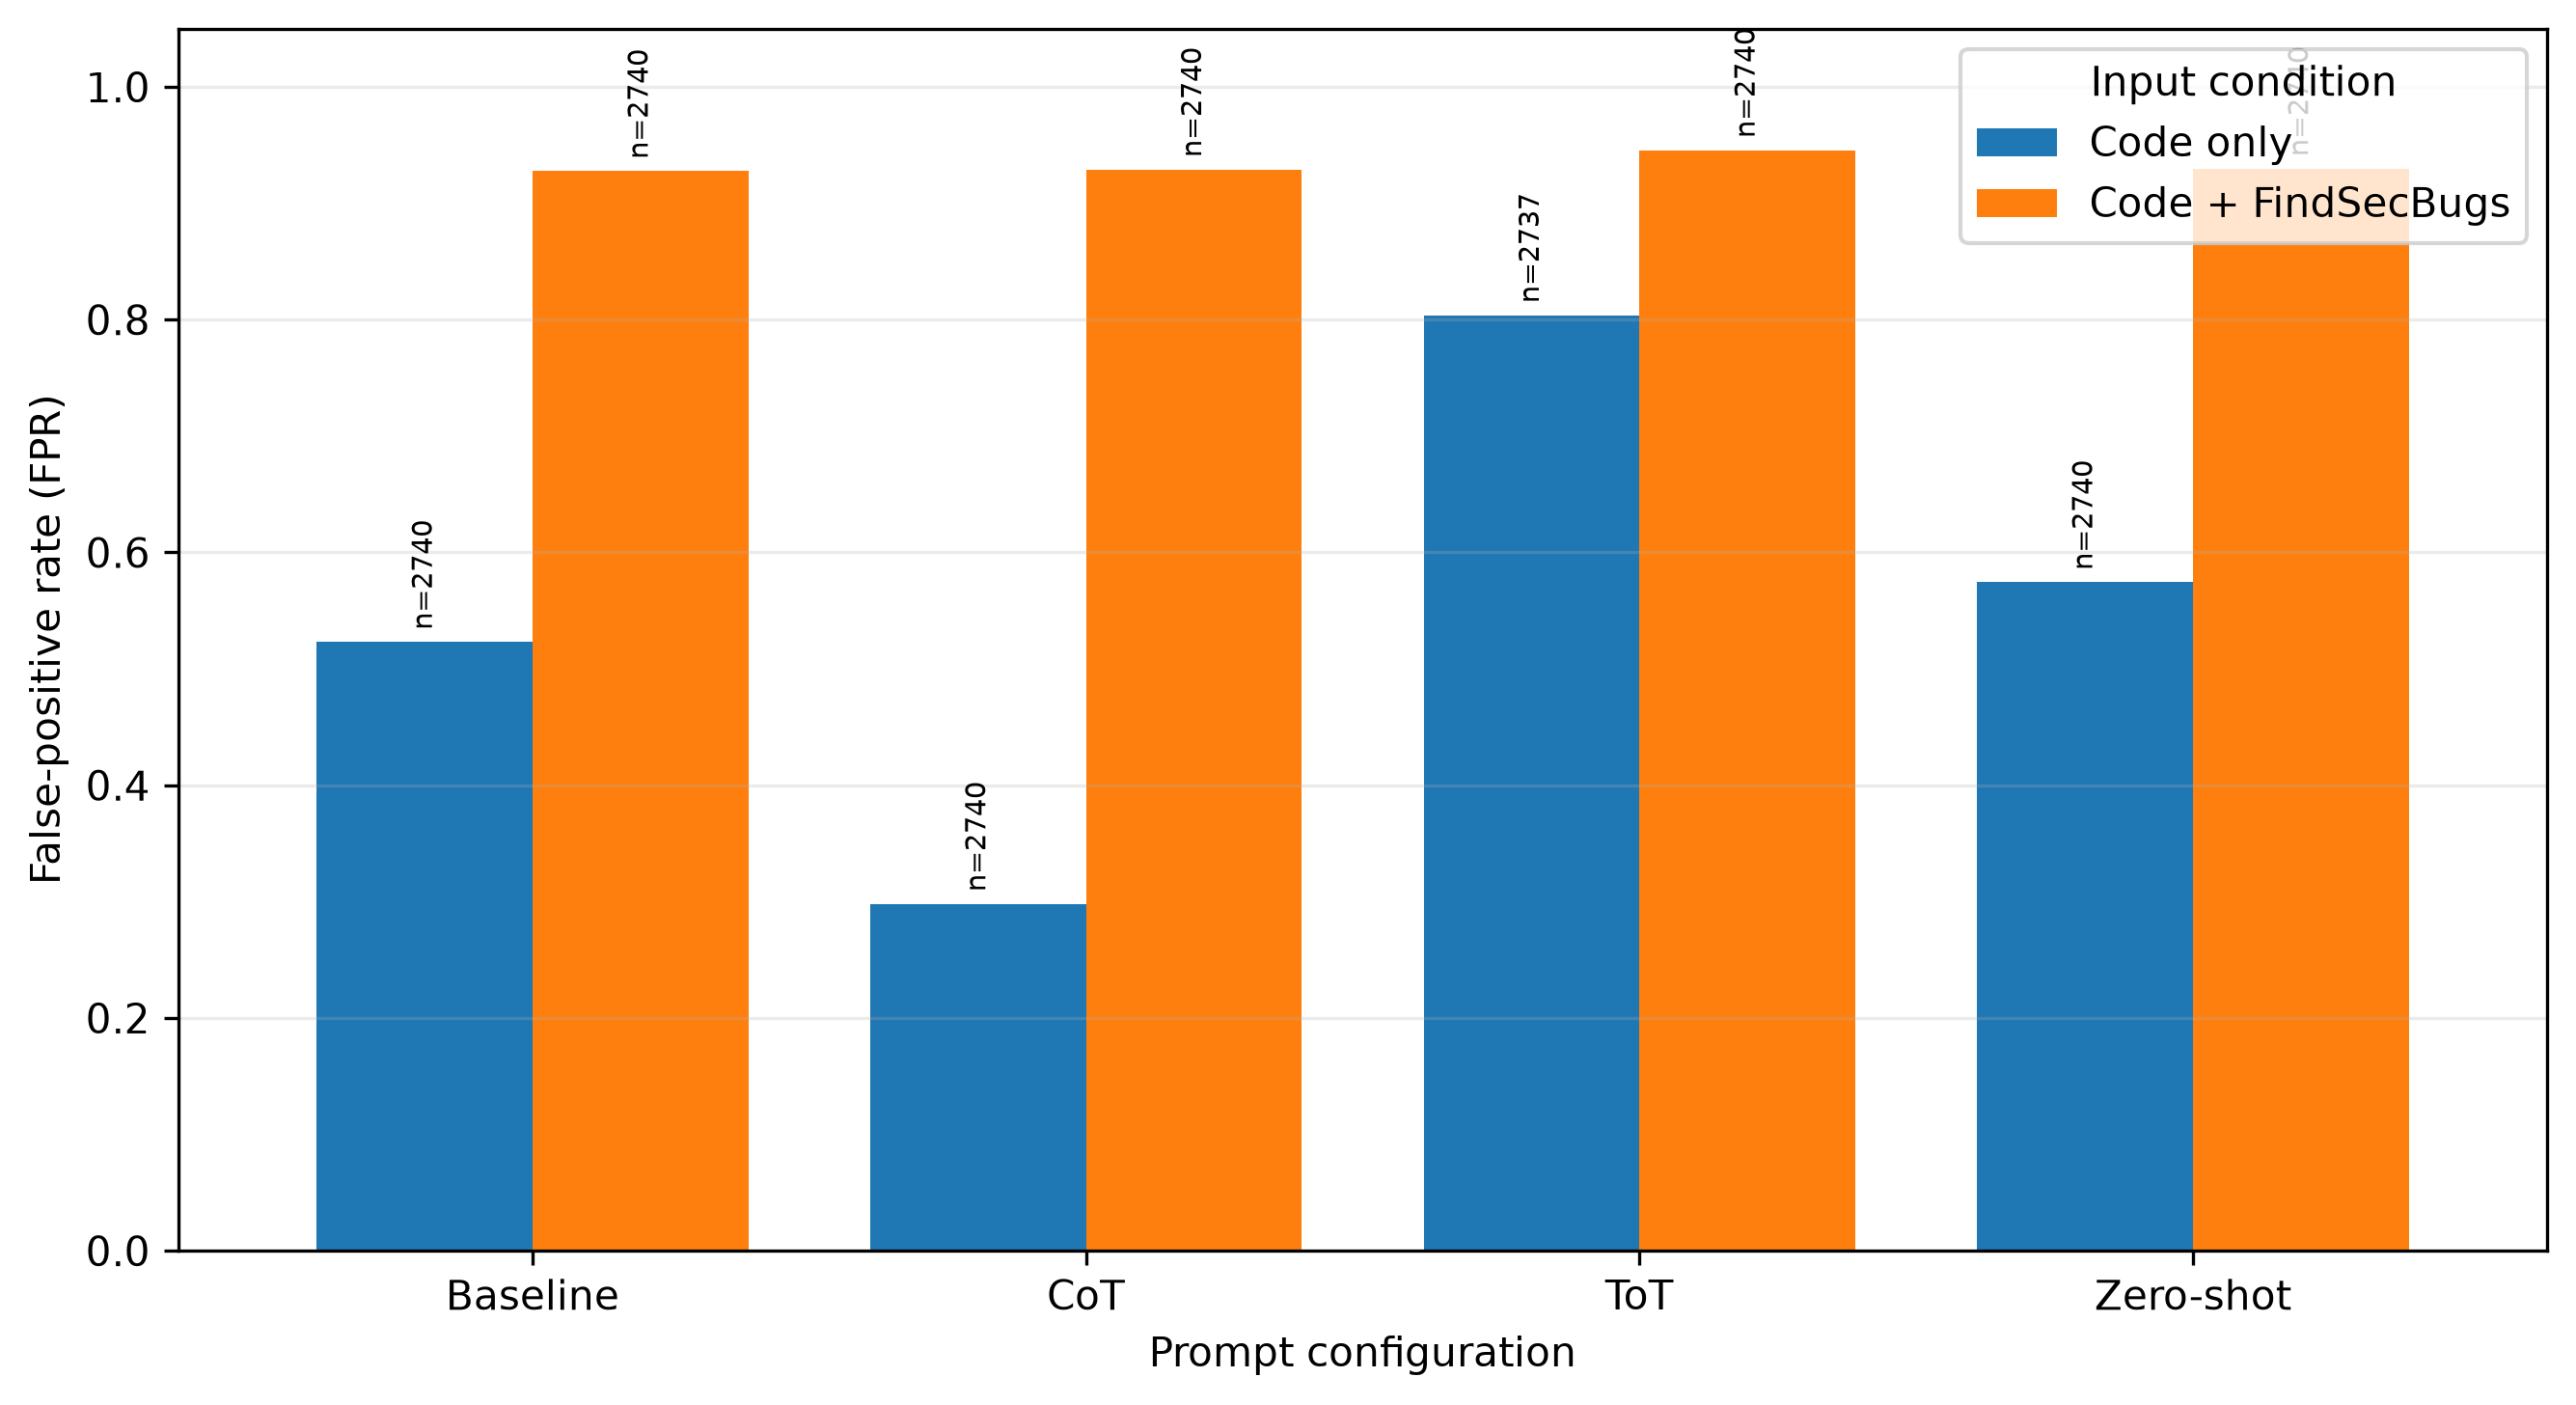 n=2740
n=2740
n=2740
n=2740
n=2737
n=2740
n=2740
n=2740
Input condition
Code only
Code + FindSecBugs
1.0
0.8
0.6
0.4
0.2
0.0
False-positive rate (FPR)
Baseline
CoT
ToT
Zero-shot
Prompt configuration